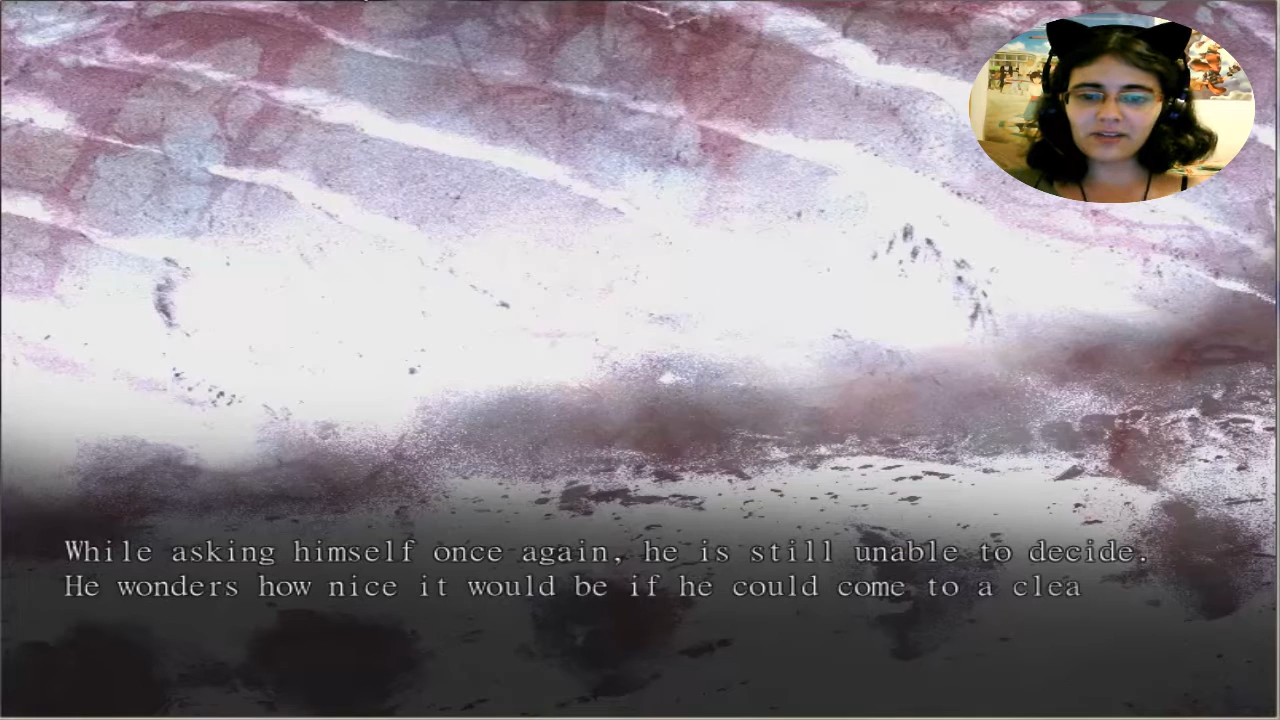 While asking himself once again, he is still unable to decide.
He wonders how nice it would be if he could come to a clea